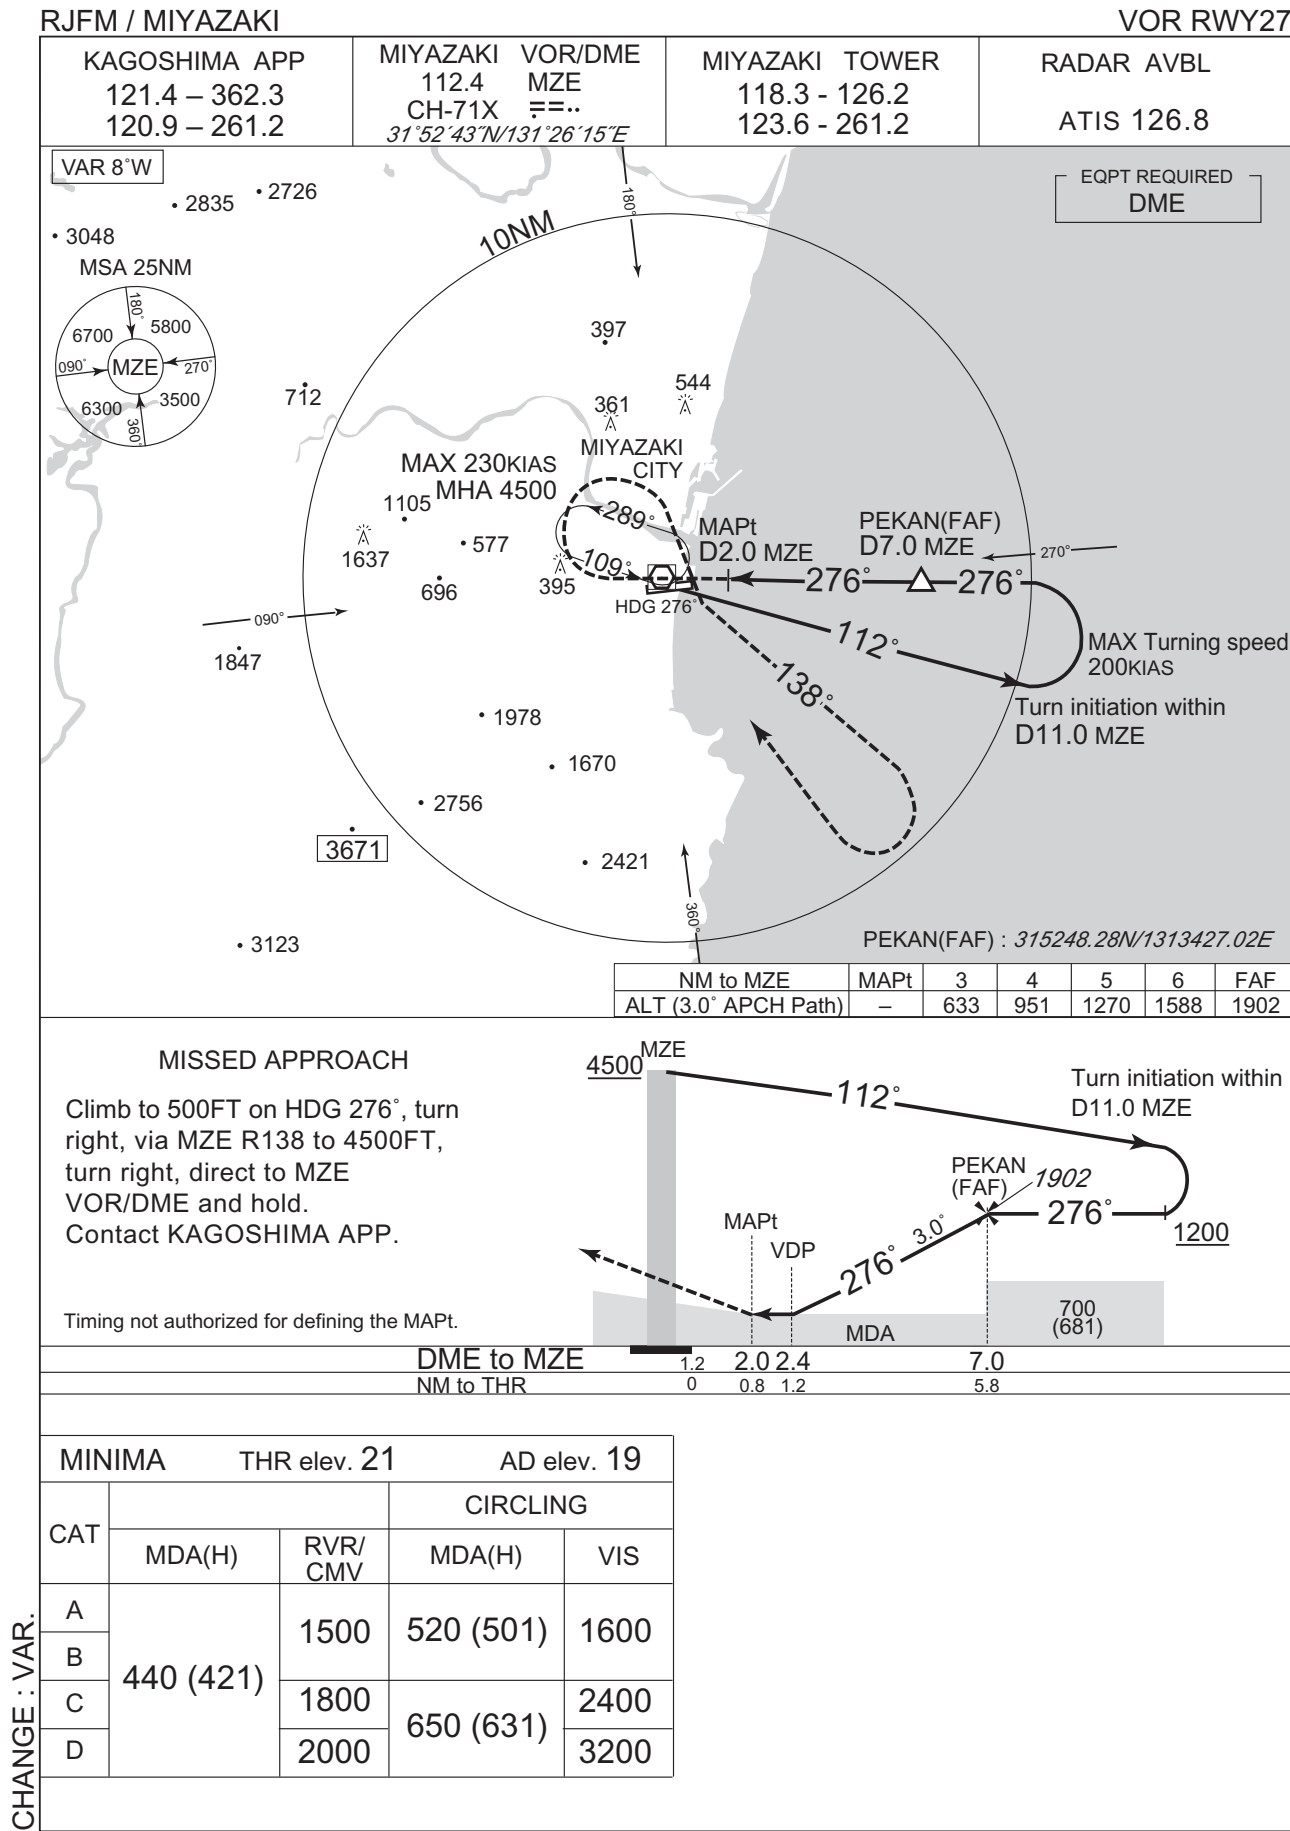 RJFM / MIYAZAKI
VOR RWY27
KAGOSHIMA APP
121.4 – 362.3
120.9 – 261.2
MIYAZAKI VOR/DME
112.4 MZE
CH-71X
31°52´43˝N/131°26´15˝E
MIYAZAKI TOWER
118.3 - 126.2
123.6 - 261.2
RADAR AVBL
ATIS 126.8
VAR 8°W
EQPT REQUIRED
DME
2726
2835
3048
180°
10NM
MSA 25NM
180°
6700
5800
090°
MZE
270°
6300
3500
360°
397
712
544
361
MIYAZAKI
CITY
MAX 230KIAS
MHA 4500
1105
1637
577
696
395
289°
109°
MAPt
D2.0 MZE
PEKAN(FAF)
D7.0 MZE
270°
276°
276°
HDG 276°
090°
1847
112°
MAX Turning speed
200KIAS
138°
Turn initiation within
D11.0 MZE
1978
1670
2756
3671
2421
360°
3123
PEKAN(FAF) : 315248.28N/1313427.02E
NM to MZE MAPt 3 4 5 6 FAF
ALT (3.0° APCH Path) – 633 951 1270 1588 1902
MISSED APPROACH
Climb to 500FT on HDG 276°, turn
right, via MZE R138 to 4500FT,
turn right, direct to MZE
VOR/DME and hold.
Contact KAGOSHIMA APP.
Timing not authorized for defining the MAPt.
MZE
4500
112°
Turn initiation within
D11.0 MZE
PEKAN
(FAF)
1902
276°
1200
MAPt
VDP
276°
3.0°
MDA
700
(681)
DME to MZE 1.2 2.0 2.4 7.0
NM to THR 0 0.8 1.2 5.8
MINIMA THR elev. 21 AD elev. 19
CAT
CIRCLING
MDA(H)
RVR/
CMV
MDA(H)
VIS
A
B
C
D
440 (421)
1500
1800
2000
520 (501)
650 (631)
1600
2400
3200
CHANGE : VAR.